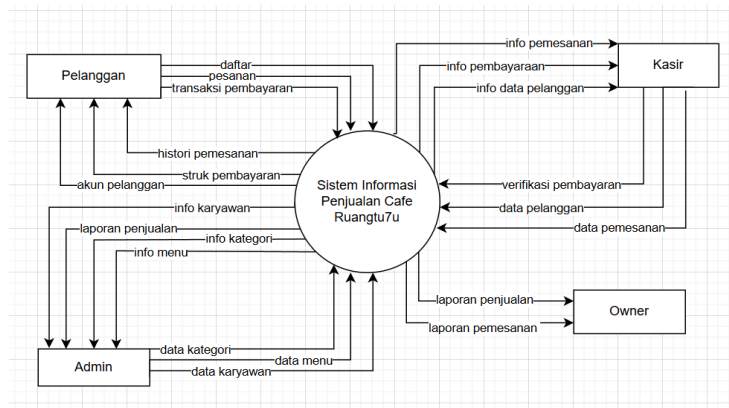 info pemesanan
Pelanggan
daftar
pesanan
transaksi pembayaran
info pembayaraan
info data pelanggan
Kasir
histori pemesanan
struk pembayaran
akun pelanggan
Sistem Informasi
Penjualan Cafe
Ruangtu7u
verifikasi pembayaran
data pelanggan
data pemesanan
info karyawan
laporan penjualan
info kategori
info menu
laporan penjualan
laporan pemesanan
Owner
Admin
data kategori
data menu
data karyawan